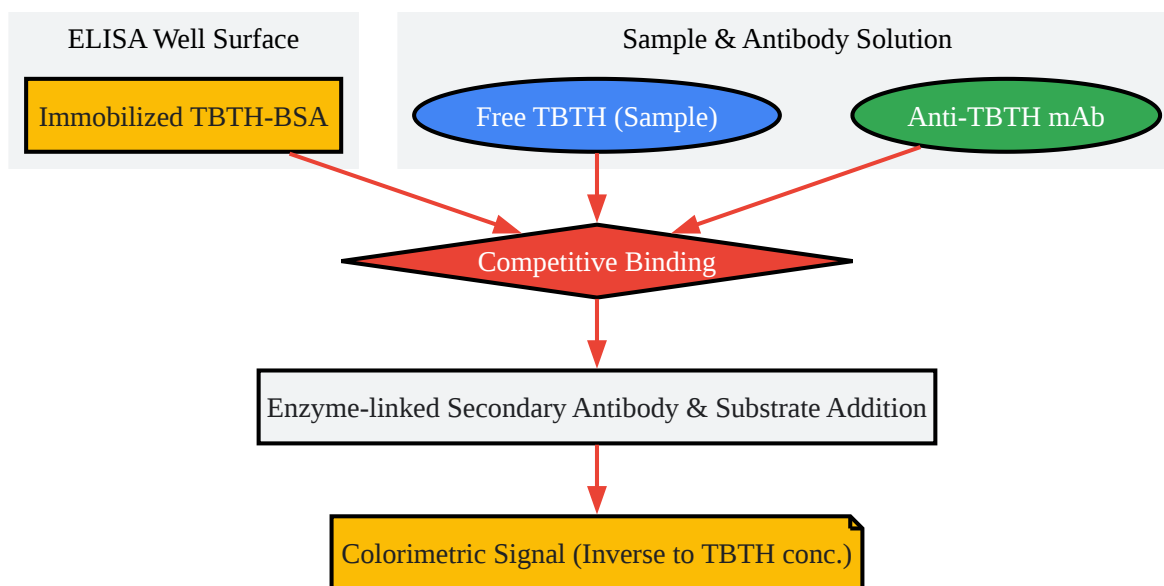 ELISA Well Surface
Sample & Antibody Solution
Immobilized TBTH-BSA
Free TBTH (Sample)
Anti-TBTH mAb
Competitive Binding
Enzyme-linked Secondary Antibody & Substrate Addition
Colorimetric Signal (Inverse to TBTH conc.)